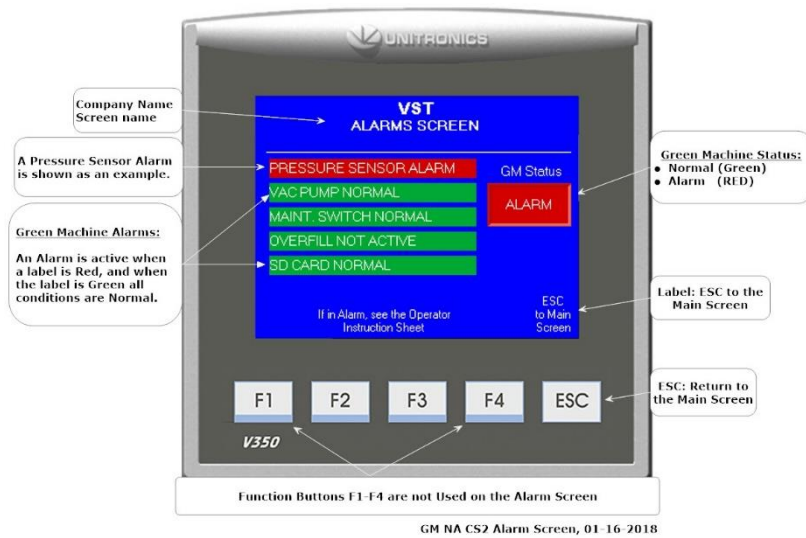 UNITRONICS
Company Name
Screen name
VST
ALARMS SCREEN
A Pressure Sensor Alarm
is shown as an example.
PRESSURE SENSOR ALARM
VAC PUMP NORMAL
MAINT. SWITCH NORMAL
OVERFILL NOT ACTIVE
SD CARD NORMAL
GM Status
ALARM
Green Machine Status:
• Normal (Green)
• Alarm (RED)
Green Machine Alarms:
An Alarm is active when
a label is Red, and when
the label is Green all
conditions are Normal.
If in Alarm, see the Operator
Instruction Sheet
ESC
to Main
Screen
Label: ESC to the
Main Screen
F1
F2
F3
F4
ESC
ESC: Return to
the Main Screen
V350
Function Buttons F1-F4 are not Used on the Alarm Screen
GM NA CS2 Alarm Screen, 01-16-2018